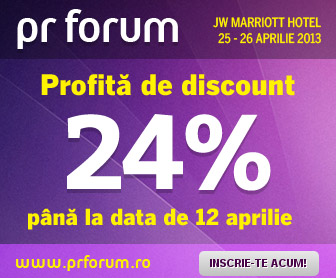 pr forum
JW MARRIOTT HOTEL
25 - 26 APRILIE 2013
Profită de discount
24%
până la data de 12 aprilie
www.prforum.ro
INSCRIE-TE ACUM!